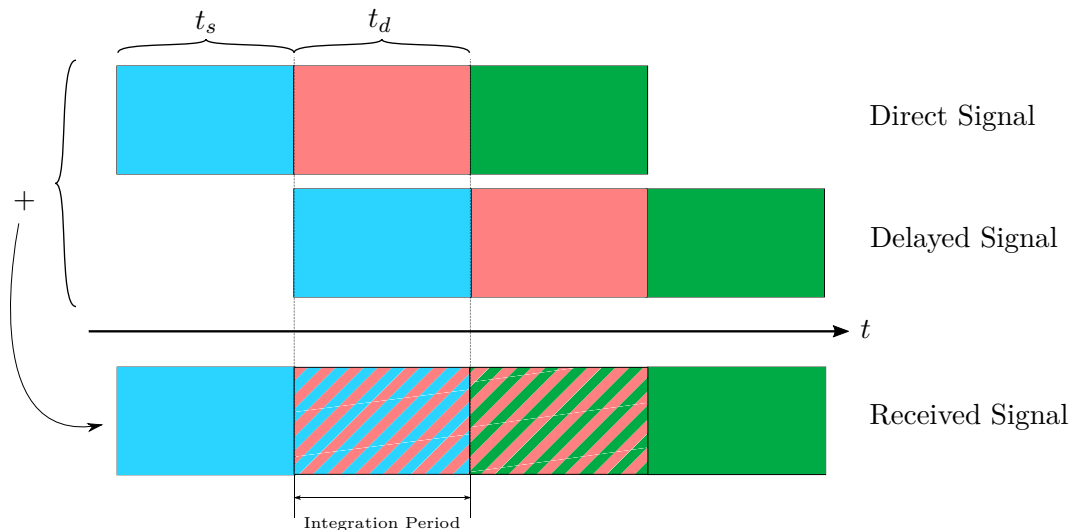 t_s
t_d
Direct Signal
+
Delayed Signal
t
Received Signal
Integration Period